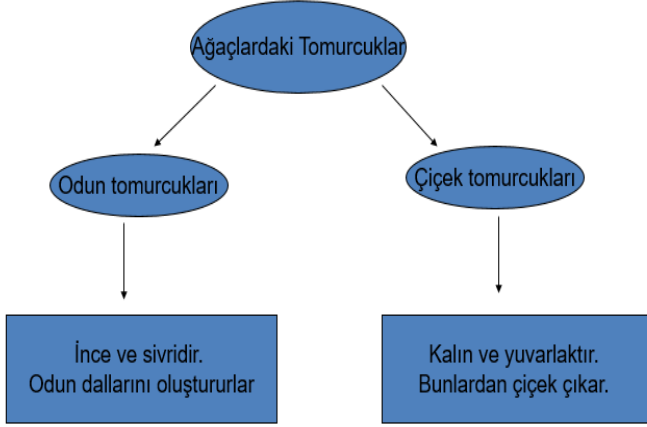 Ağaçlardaki Tomurcuklar
Odun tomurcukları
Çiçek tomurcukları
İnce ve sivridir.
Odun dallarını oluştururlar
Kalın ve yuvarlaktır.
Bunlardan çiçek çıkar.